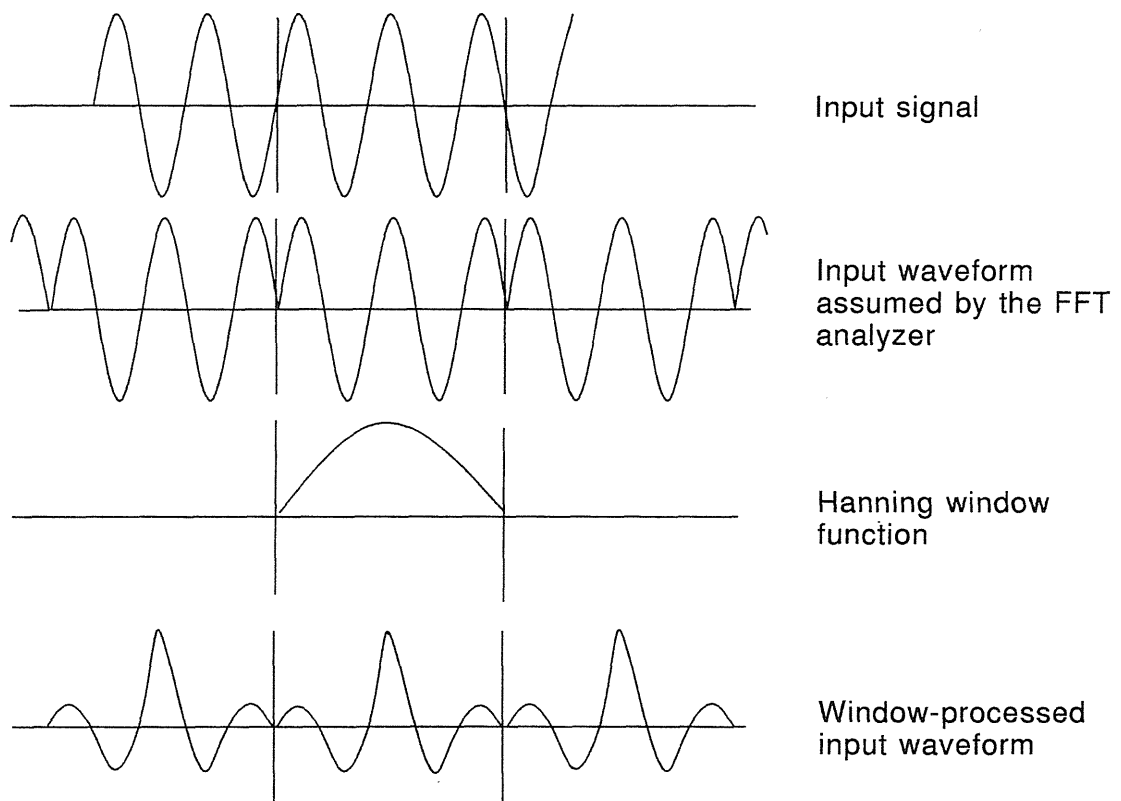 Input signal
Input waveform
assumed by the FFT
analyzer
Hanning window
function
Window-processed
input waveform